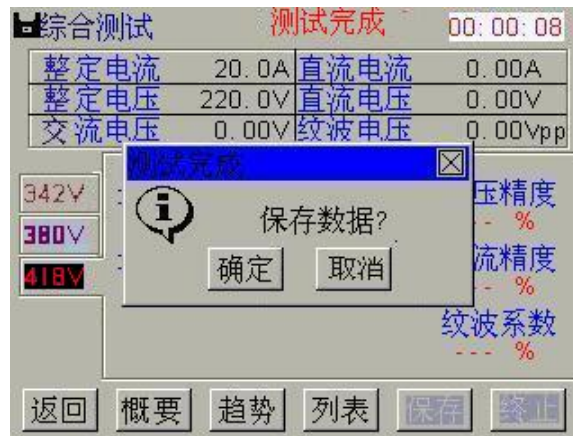 综合测试 测试完成 00:00:08
整定电流 20.0A 直流电流 0.00A
整定电压 220.0V 直流电压 0.00V
交流电压 0.00V 纹波电压 0.00Vpp
测试完成
342V
380V
418V
保存数据?
确定 取消
压精度
-- %
流精度
-- %
纹波系数
--- %
返回 概要 趋势 列表 保存 终止